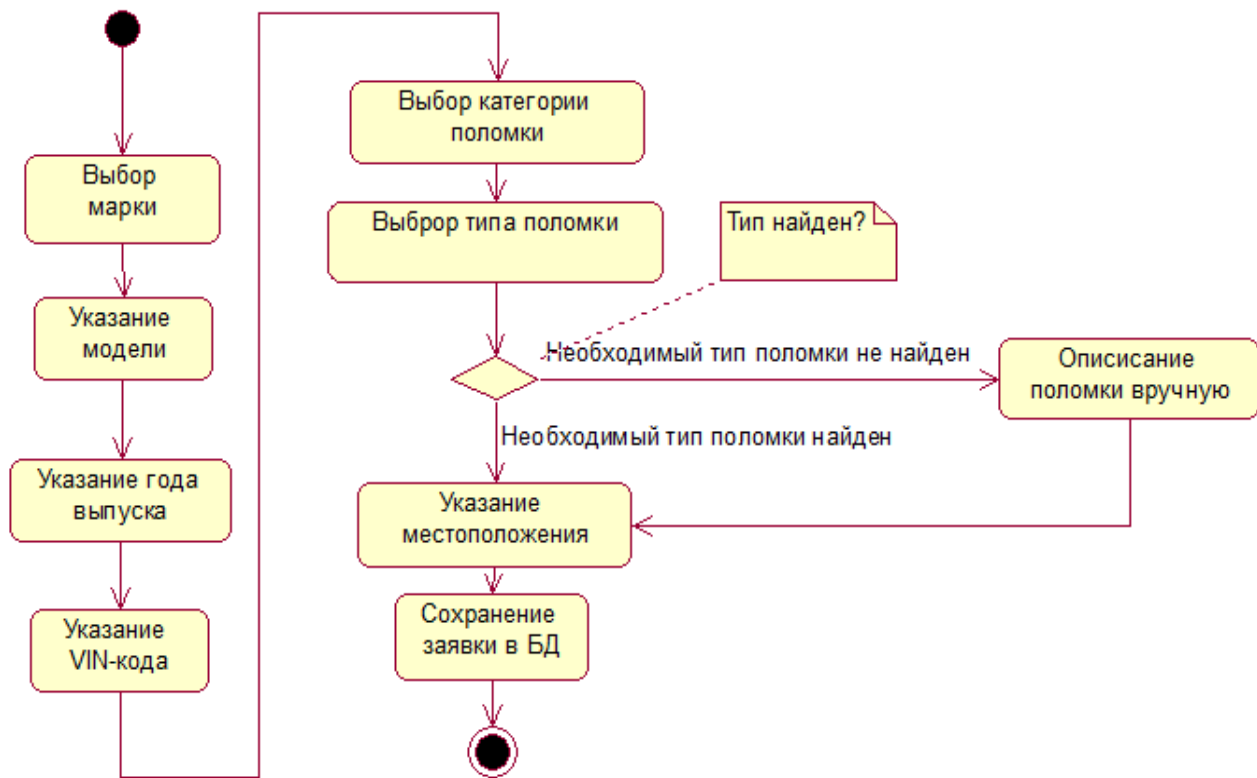 Выбор
марки
Указание
модели
Указание года
выпуска
Указание
VIN-кода
Выбор категории
поломки
Выброр типа поломки
Тип найден?
Необходимый тип поломки не найден
Описисание
поломки вручную
Необходимый тип поломки найден
Указание
местоположения
Сохранение
заявки в БД